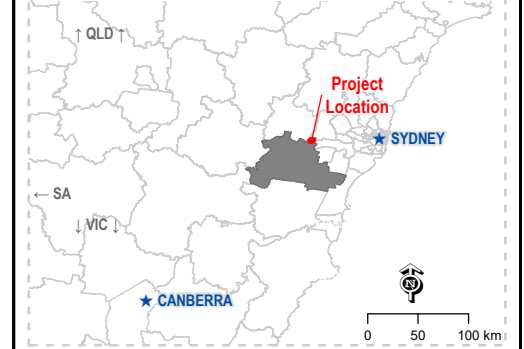 ↑ QLD ↑
Project
Location
SYDNEY
← SA
↓ VIC ↓
CANBERRA
N
0 50 100 km